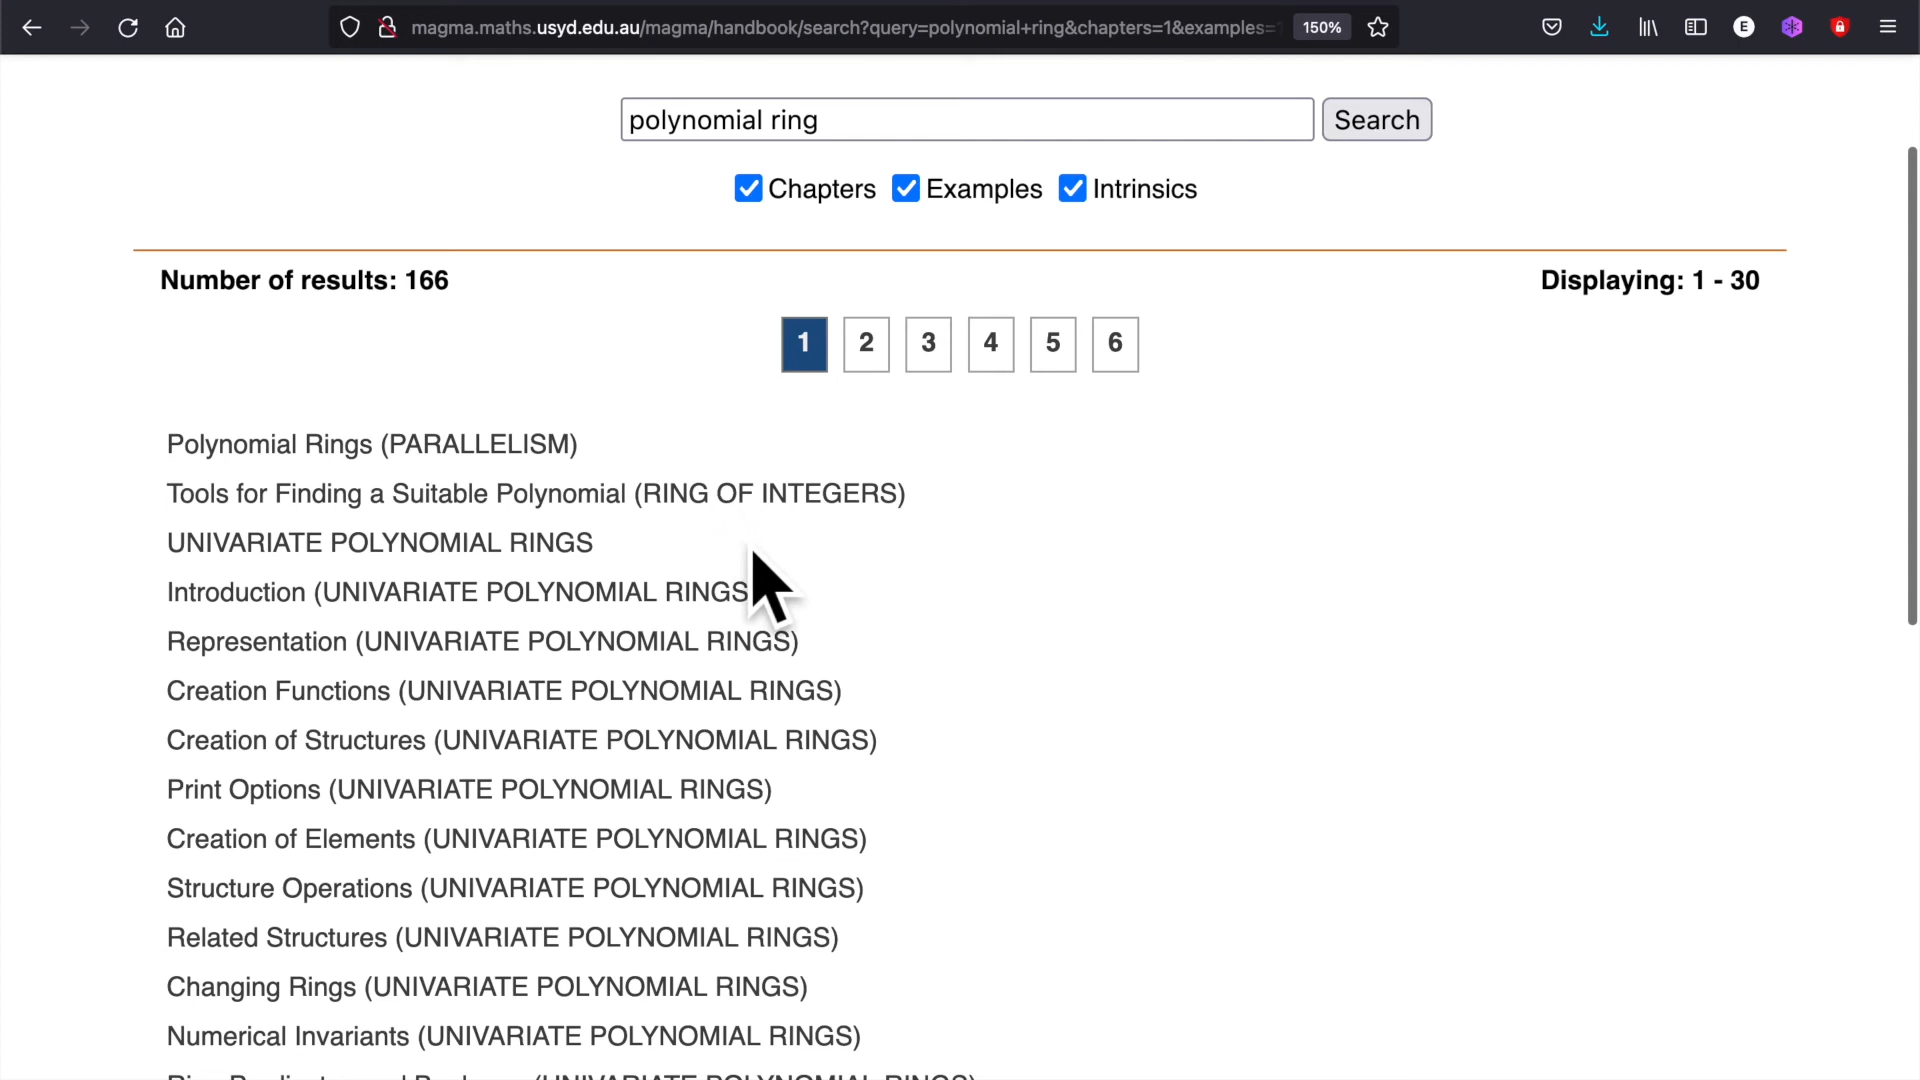 magma.maths.usyd.edu.au/magma/handbook/search?query=polynomial+ring&chapters=1&examples=
150%
E
polynomial ring
Search
Chapters Examples Intrinsics
Number of results: 166
Displaying: 1 - 30
1 2 3 4 5 6
Polynomial Rings (PARALLELISM)
Tools for Finding a Suitable Polynomial (RING OF INTEGERS)
UNIVARIATE POLYNOMIAL RINGS
Introduction (UNIVARIATE POLYNOMIAL RINGS
Representation (UNIVARIATE POLYNOMIAL RINGS)
Creation Functions (UNIVARIATE POLYNOMIAL RINGS)
Creation of Structures (UNIVARIATE POLYNOMIAL RINGS)
Print Options (UNIVARIATE POLYNOMIAL RINGS)
Creation of Elements (UNIVARIATE POLYNOMIAL RINGS)
Structure Operations (UNIVARIATE POLYNOMIAL RINGS)
Related Structures (UNIVARIATE POLYNOMIAL RINGS)
Changing Rings (UNIVARIATE POLYNOMIAL RINGS)
Numerical Invariants (UNIVARIATE POLYNOMIAL RINGS)